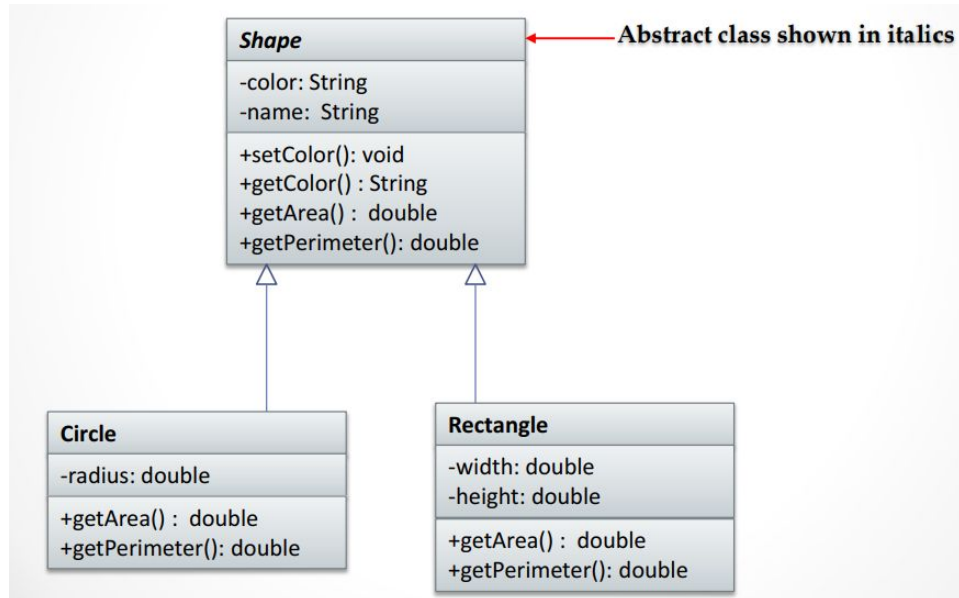 Shape
Abstract class shown in italics
-color: String
-name: String
+setColor(): void
+getColor() : String
+getArea() : double
+getPerimeter(): double
Circle
-radius: double
+getArea() : double
+getPerimeter(): double
Rectangle
-width: double
-height: double
+getArea() : double
+getPerimeter(): double